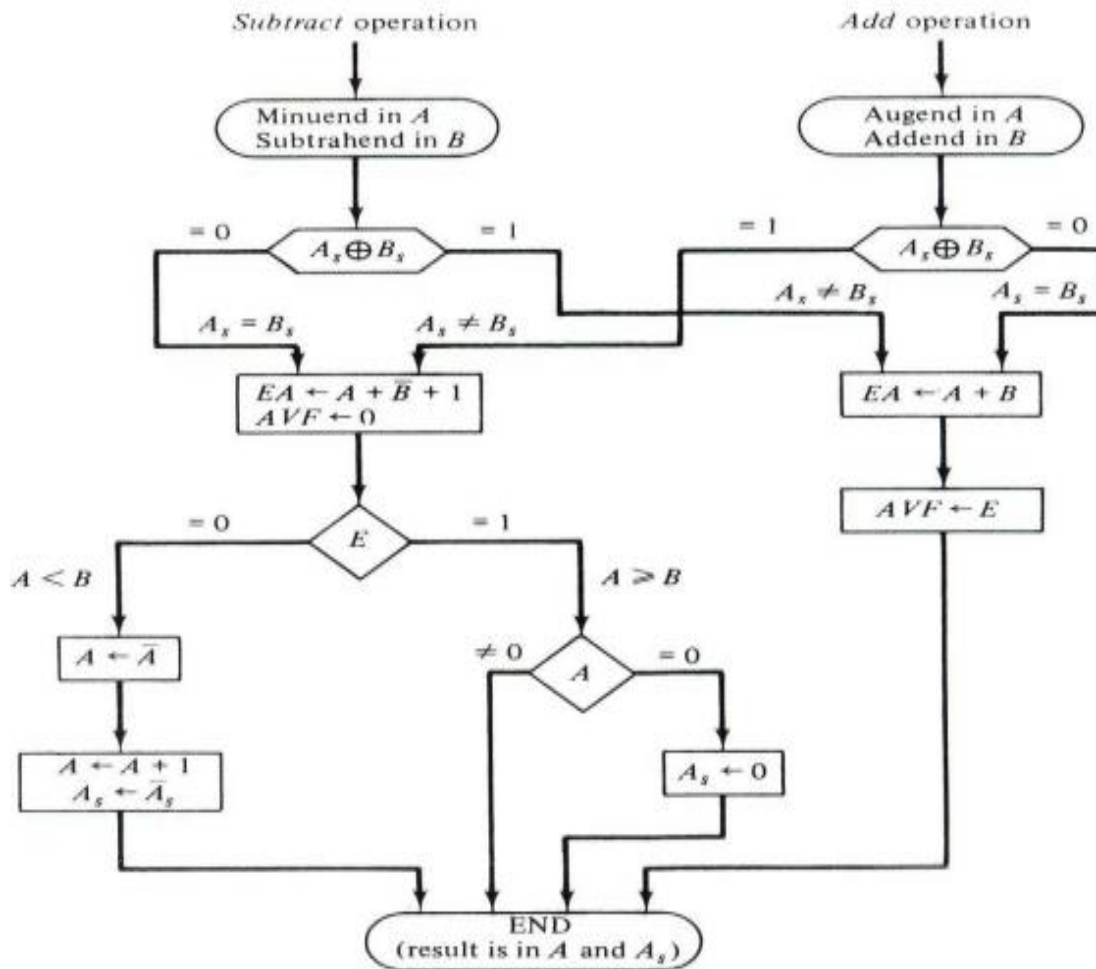 Subtract operation
Add operation
Minuend in A
Subtrahend in B
Augend in A
Addend in B
= 0
A_s ⊕ B_s
= 1
= 1
A_s ⊕ B_s
= 0
A_s ≠ B_s
A_s = B_s
A_s = B_s
A_s ≠ B_s
EA ← A + B̅ + 1
AVF ← 0
EA ← A + B
AVF ← E
= 0
E
= 1
A < B
A ⩾ B
A ← A̅
≠ 0
A
= 0
A ← A + 1
A_s ← A̅_s
A_s ← 0
END
(result is in A and A_s)